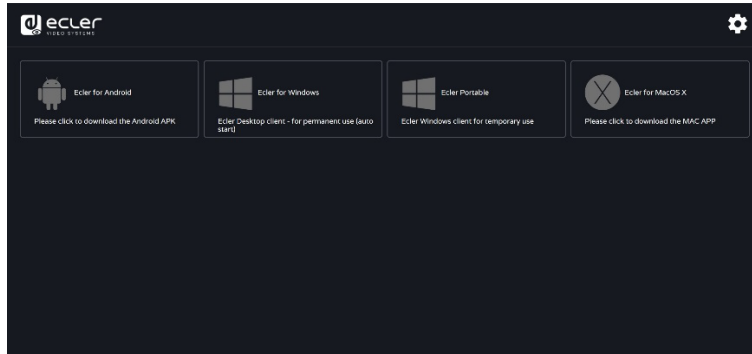 ecler
VIDEO SYSTEMS
Ecler for Android
Please click to download the Android APK
Ecler for Windows
Ecler Desktop client - for permanent use (auto
start)
Ecler Portable
Ecler Windows client for temporary use
Ecler for MacOS X
Please click to download the MAC APP